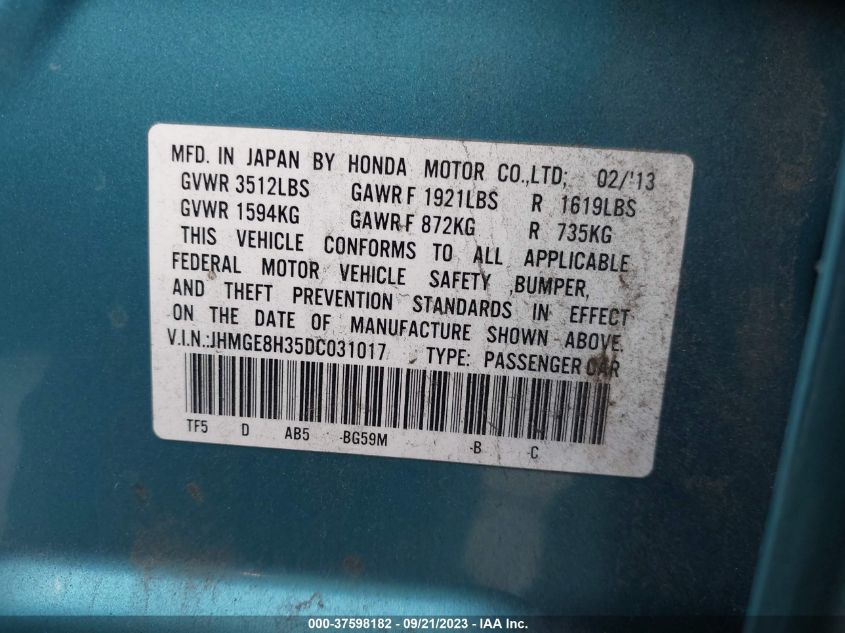 MFD. IN JAPAN BY HONDA MOTOR CO.,LTD; 02/'13
GVWR 3512LBS GAWR F 1921LBS R 1619LBS
GVWR 1594KG GAWR F 872KG R 735KG
THIS VEHICLE CONFORMS TO ALL APPLICABLE
FEDERAL MOTOR VEHICLE SAFETY BUMPER,
AND THEFT PREVENTION STANDARDS IN EFFECT
ON THE DATE OF MANUFACTURE SHOWN ABOVE.
V.I.N.:JHMGE8H35DC031017 TYPE: PASSENGER CAR
TF5 D AB5 -BG59M -B -C
000-37598182 - 09/21/2023 - IAA Inc.